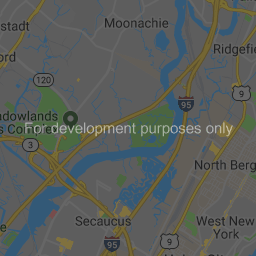 Moonachie
stadt
Ridgefie
ord
120
95
9
adowlands
s Co
For development purposes only
3
North Berg
Secaucus
West New
York
95
9